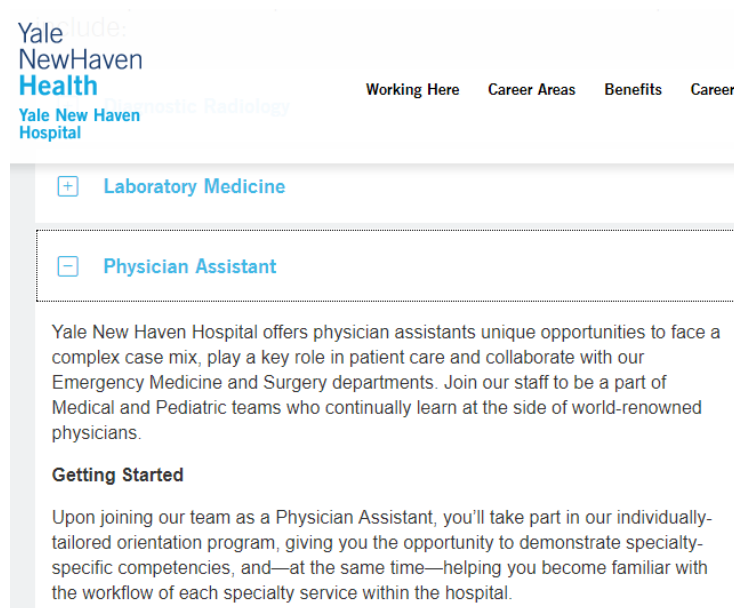 include:
Yale
NewHaven
Health
Yale New Haven
Hospital
Working Here Career Areas Benefits Career
Diagnostic Radiology
Laboratory Medicine
Physician Assistant
Yale New Haven Hospital offers physician assistants unique opportunities to face a
complex case mix, play a key role in patient care and collaborate with our
Emergency Medicine and Surgery departments. Join our staff to be a part of
Medical and Pediatric teams who continually learn at the side of world-renowned
physicians.
Getting Started
Upon joining our team as a Physician Assistant, you’ll take part in our individually-
tailored orientation program, giving you the opportunity to demonstrate specialty-
specific competencies, and—at the same time—helping you become familiar with
the workflow of each specialty service within the hospital.